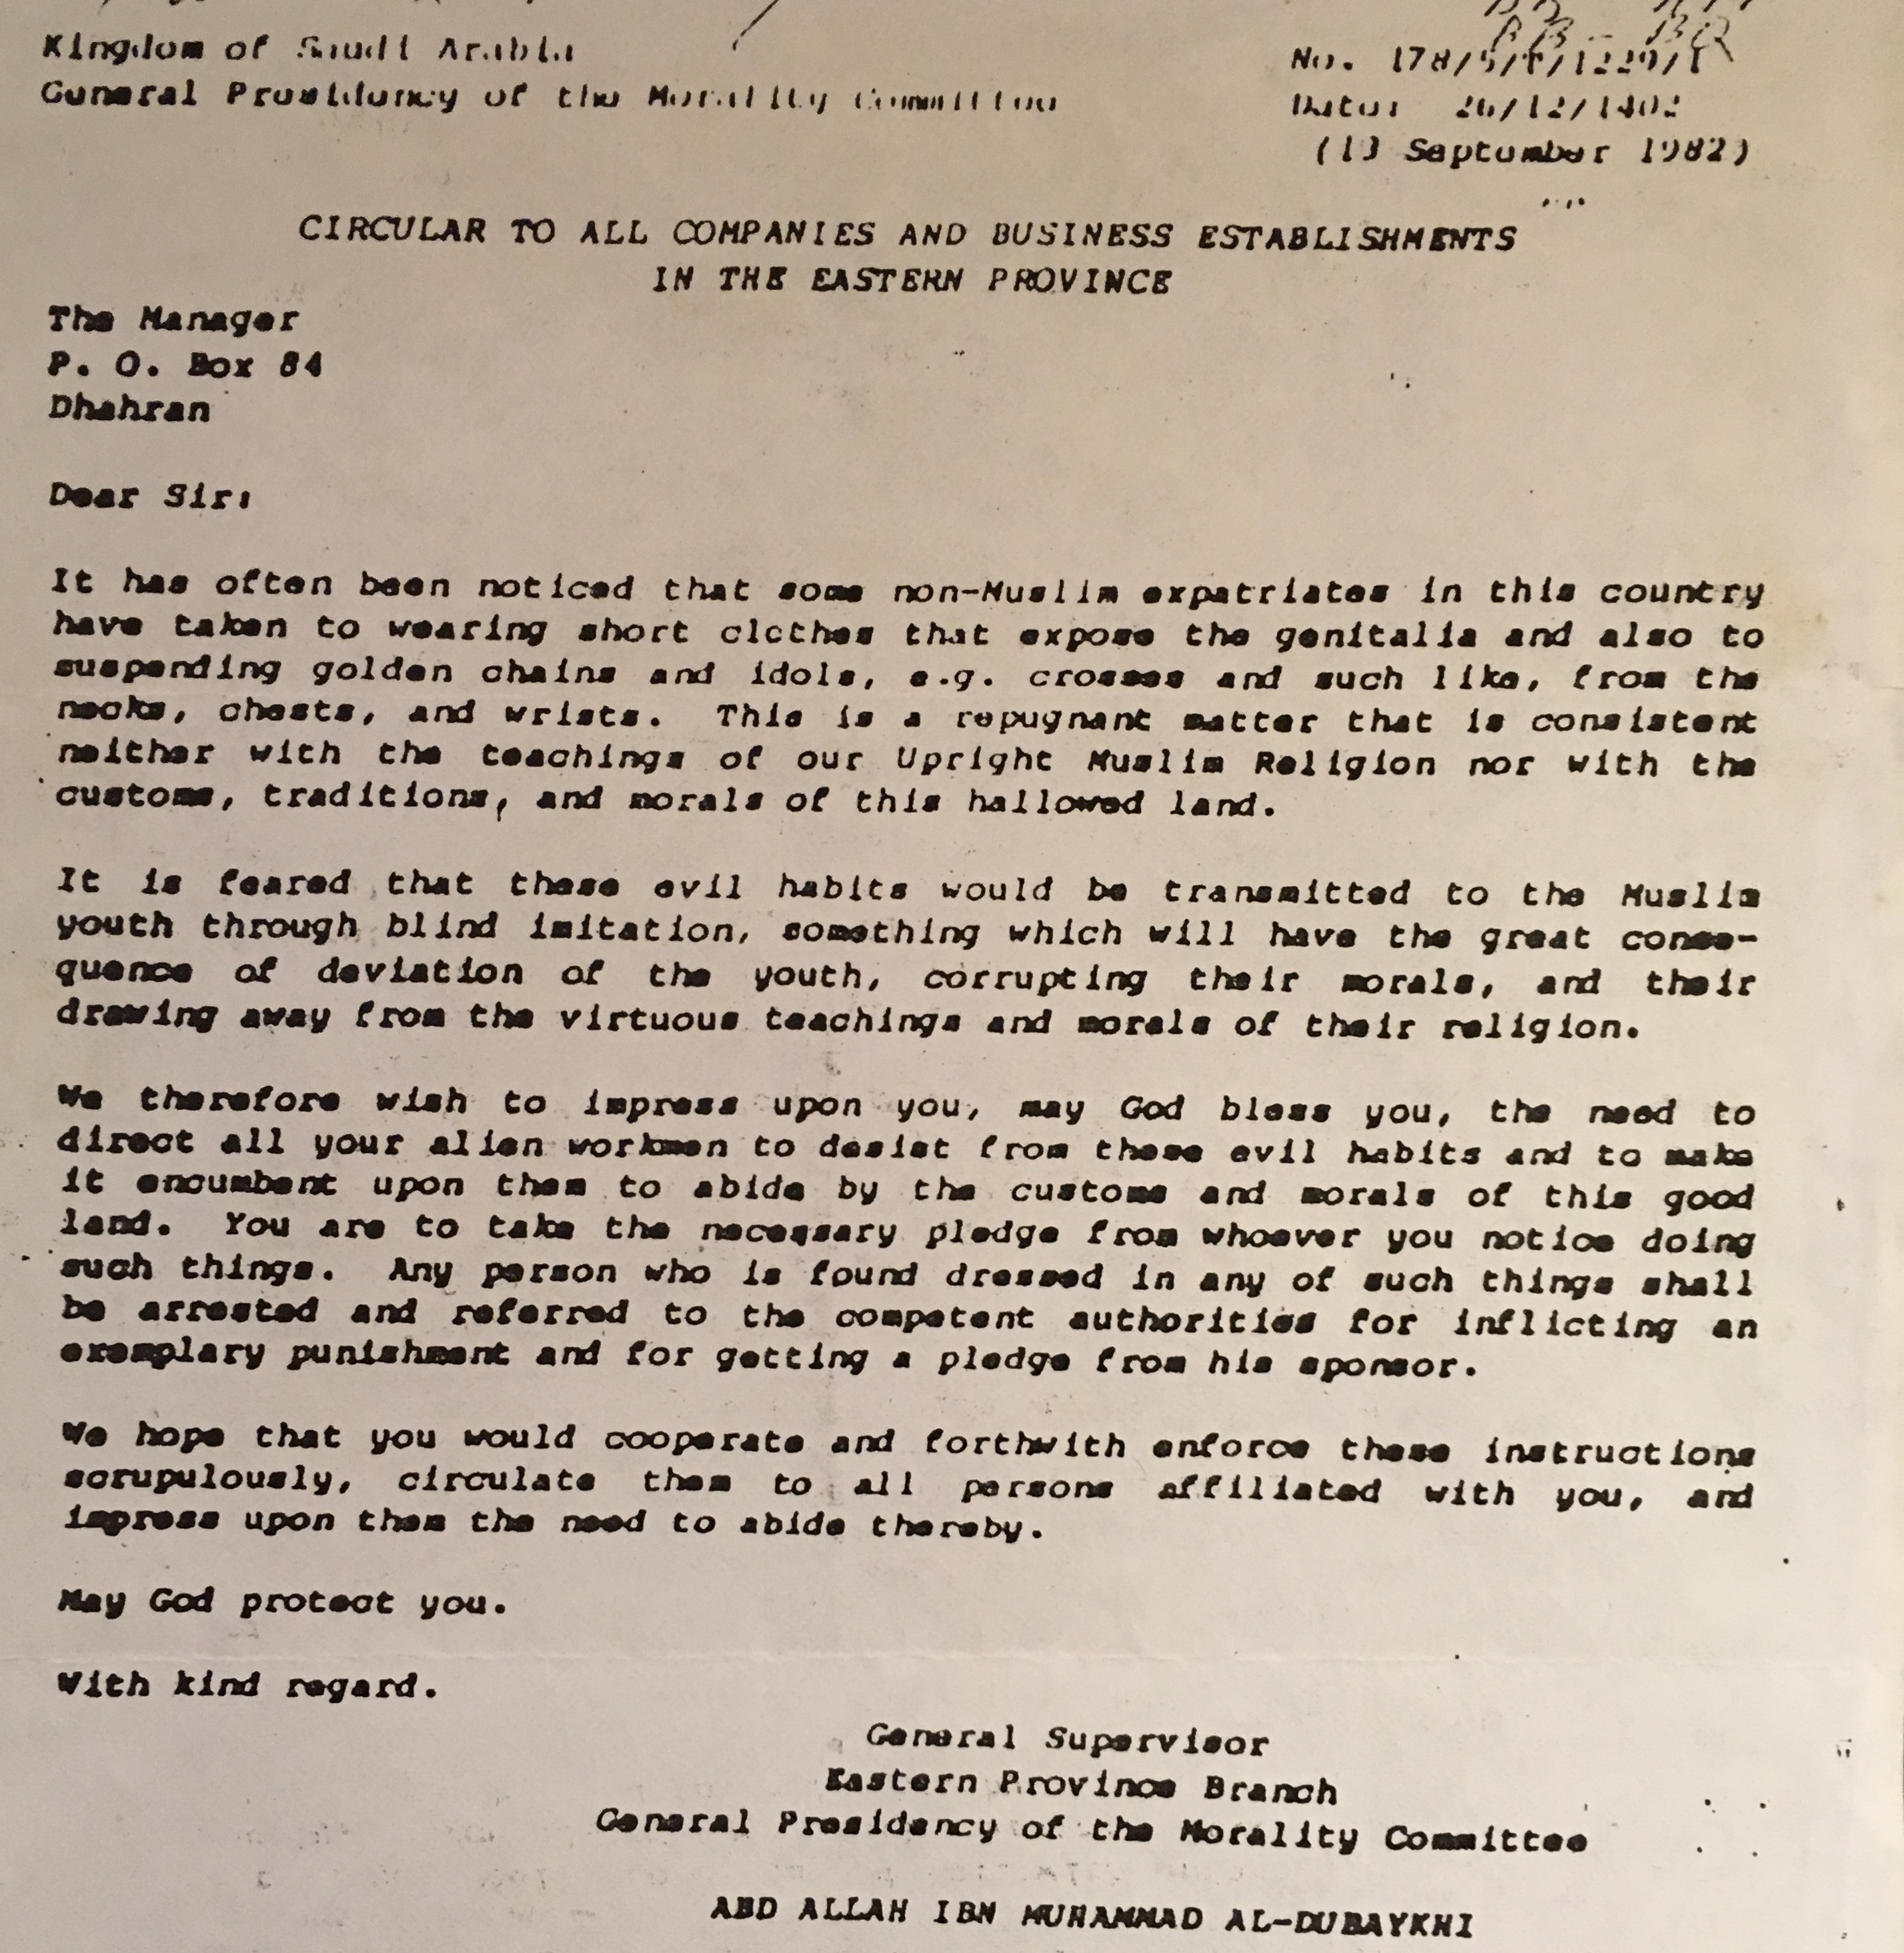 Kingdom of Saudi Arabia
General Presidency of the Morality Committee
Date: 26/12/1402
(13 September 1982)
CIRCULAR TO ALL COMPANIES AND BUSINESS ESTABLISHMENTS
IN THE EASTERN PROVINCE
The Manager
P. O. Box 84
Dhahran
Dear Sir:
It has often been noticed that some non-Muslim expatriates in this country
have taken to wearing short clothes that expose the genitalia and also to
suspending golden chains and idols, e.g. crosses and such like, from the
necks, chests, and wrists. This is a repugnant matter that is consistent
neither with the teachings of our Upright Muslim Religion nor with the
customs, traditions, and morals of this hallowed land.
It is feared that these evil habits would be transmitted to the Muslim
youth through blind imitation, something which will have the great conse-
quence of deviation of the youth, corrupting their morals, and their
drawing away from the virtuous teachings and morals of their religion.
We therefore wish to impress upon you, may God bless you, the need to
direct all your alien workmen to desist from these evil habits and to make
it encumbent upon them to abide by the customs and morals of this good
land. You are to take the necessary pledge from whoever you notice doing
such things. Any person who is found dressed in any of such things shall
be arrested and referred to the competent authorities for inflicting an
exemplary punishment and for getting a pledge from his sponsor.
We hope that you would cooperate and forthwith enforce these instructions
scrupulously, circulate them to all persons affiliated with you, and
impress upon them the need to abide thereby.
May God protect you.
With kind regard.
General Supervisor
Eastern Province Branch
General Presidency of the Morality Committee
ABD ALLAH IBN MUHAMMAD AL-DUBAYKHI